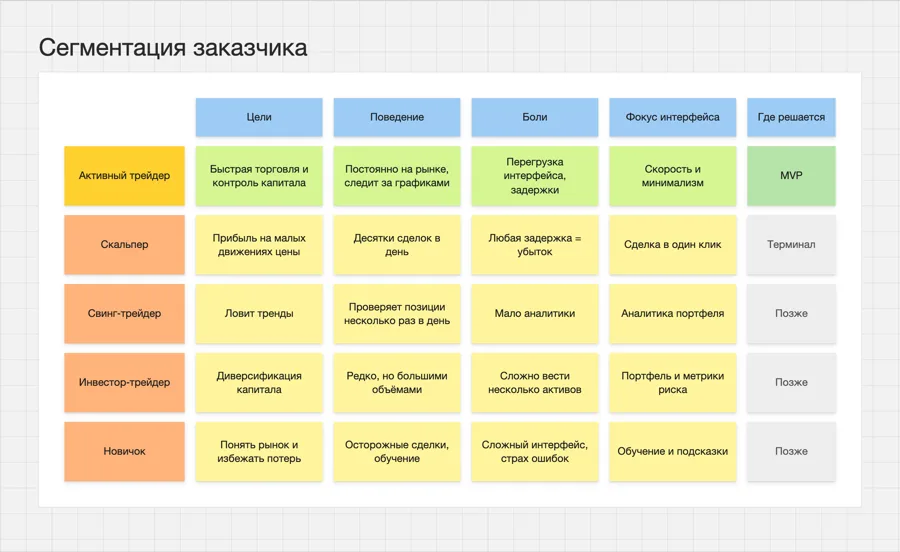 Сегментация заказчика
Цели
Поведение
Боли
Фокус интерфейса
Где решается
Активный трейдер
Быстрая торговля и
контроль капитала
Постоянно на рынке,
следит за графиками
Перегрузка
интерфейса,
задержки
Скорость и
минимализм
MVP
Скальпер
Прибыль на малых
движениях цены
Десятки сделок в
день
Любая задержка =
убыток
Сделка в один клик
Терминал
Свинг-трейдер
Ловит тренды
Проверяет позиции
несколько раз в день
Мало аналитики
Аналитика портфеля
Позже
Инвестор-трейдер
Диверсификация
капитала
Редко, но большими
объёмами
Сложно вести
несколько активов
Портфель и метрики
риска
Позже
Новичок
Понять рынок и
избежать потерь
Осторожные сделки,
обучение
Сложный интерфейс,
страх ошибок
Обучение и подсказки
Позже